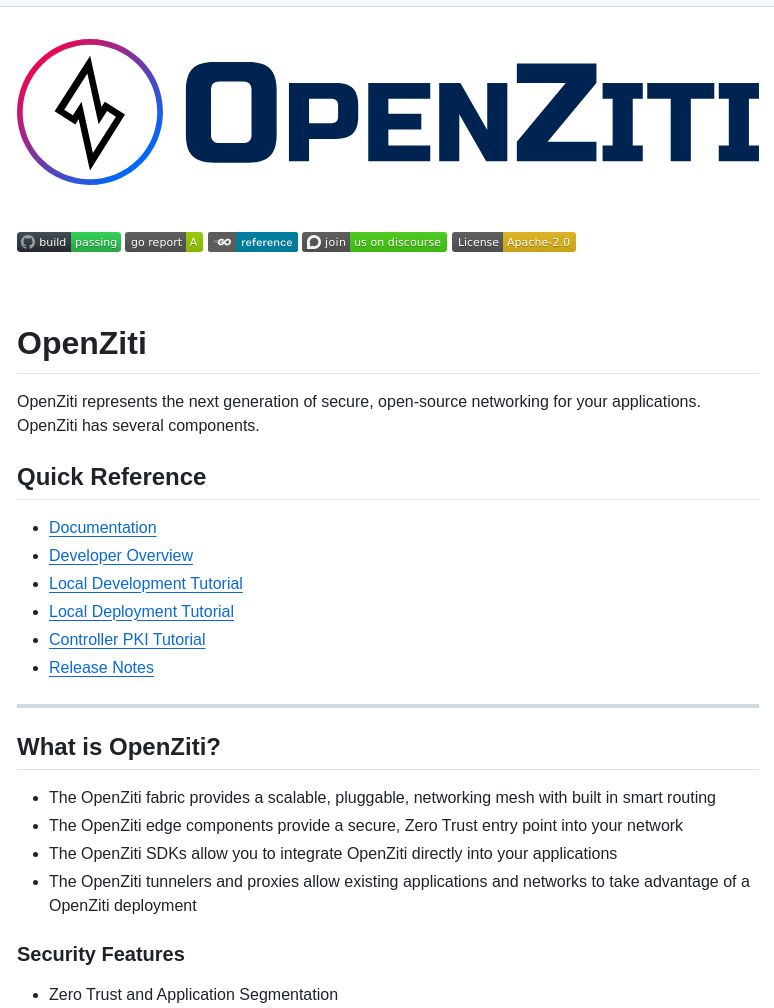 OpenZiti
build passing go report A GO reference join us on discourse License Apache-2.0
OpenZiti
OpenZiti represents the next generation of secure, open-source networking for your applications.
OpenZiti has several components.
Quick Reference
Documentation
Developer Overview
Local Development Tutorial
Local Deployment Tutorial
Controller PKI Tutorial
Release Notes
What is OpenZiti?
The OpenZiti fabric provides a scalable, pluggable, networking mesh with built in smart routing
The OpenZiti edge components provide a secure, Zero Trust entry point into your network
The OpenZiti SDKs allow you to integrate OpenZiti directly into your applications
The OpenZiti tunnelers and proxies allow existing applications and networks to take advantage of a
OpenZiti deployment
Security Features
Zero Trust and Application Segmentation